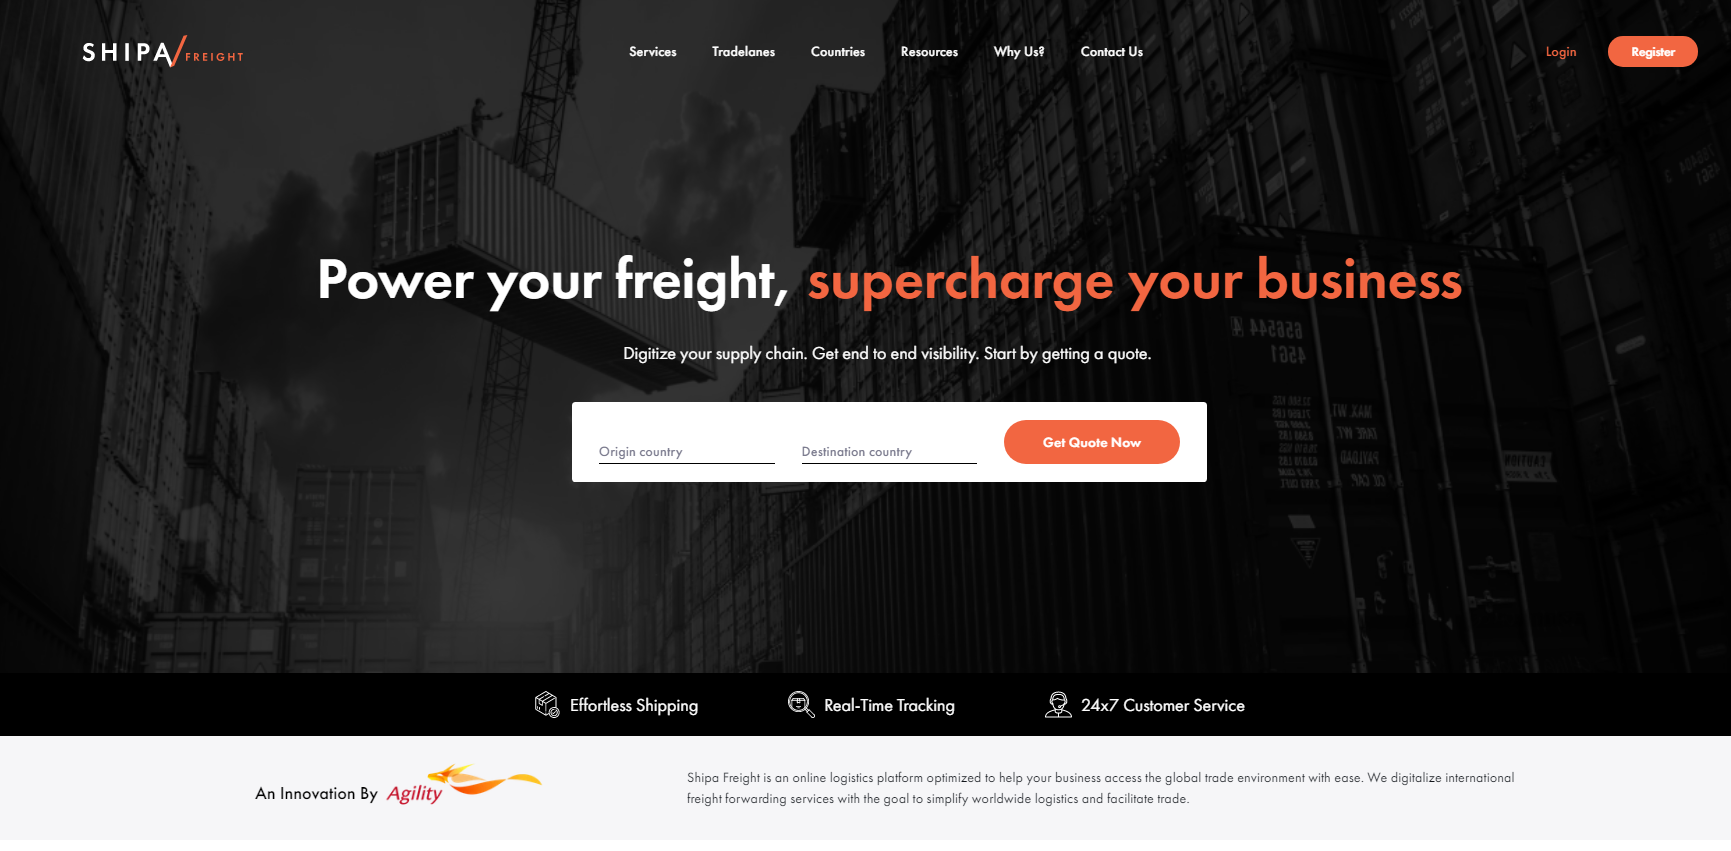 SHIPA FREIGHT
Services Tradelanes Countries Resources Why Us? Contact Us
Login Register
Power your freight, supercharge your business
Digitize your supply chain. Get end to end visibility. Start by getting a quote.
Origin country Destination country Get Quote Now
Effortless Shipping Real-Time Tracking 24x7 Customer Service
An Innovation By Agility
Shipa Freight is an online logistics platform optimized to help your business access the global trade environment with ease. We digitalize international
freight forwarding services with the goal to simplify worldwide logistics and facilitate trade.